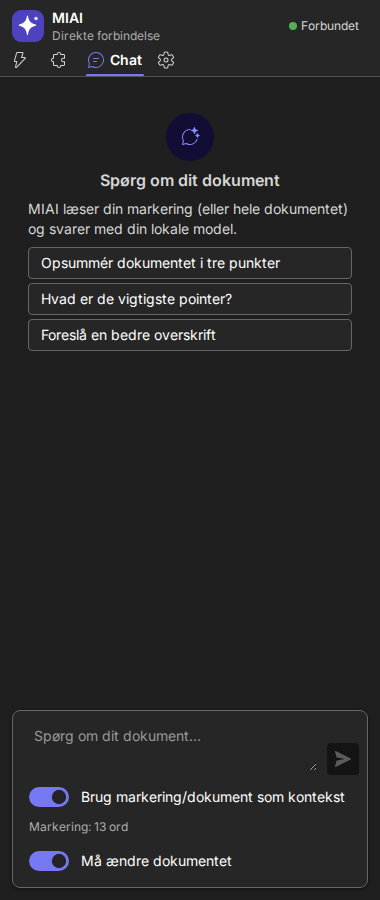 MIAI
Direkte forbindelse
Forbundet
Chat
Spørg om dit dokument
MIAI læser din markering (eller hele dokumentet)
og svarer med din lokale model.
Opsummér dokumentet i tre punkter
Hvad er de vigtigste pointer?
Foreslå en bedre overskrift
Spørg om dit dokument...
Brug markering/dokument som kontekst
Markering: 13 ord
Må ændre dokumentet